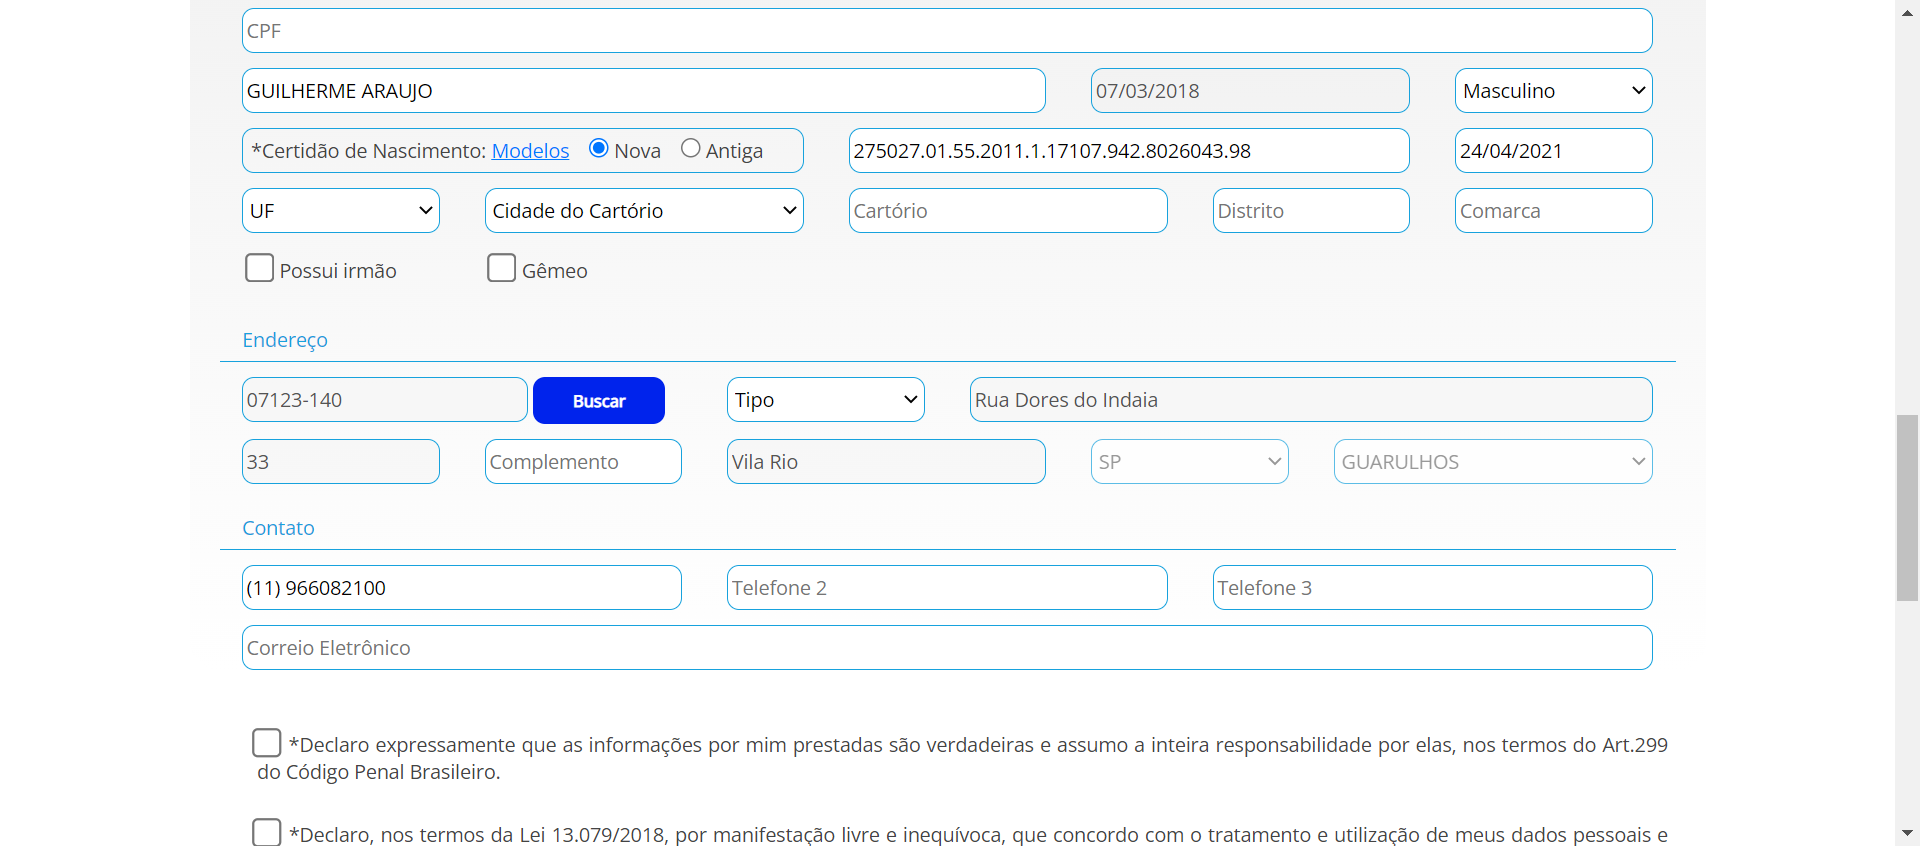 CPF
GUILHERME ARAUJO 07/03/2018 Masculino
*Certidão de Nascimento: Modelos Nova Antiga 275027.01.55.2011.1.17107.942.8026043.98 24/04/2021
UF Cidade do Cartório Cartório Distrito Comarca
Possui irmão Gêmeo
Endereço
07123-140 Buscar Tipo Rua Dores do Indaia
33 Complemento Vila Rio SP GUARULHOS
Contato
(11) 966082100 Telefone 2 Telefone 3
Correio Eletrônico
*Declaro expressamente que as informações por mim prestadas são verdadeiras e assumo a inteira responsabilidade por elas, nos termos do Art.299
do Código Penal Brasileiro.
*Declaro, nos termos da Lei 13.079/2018, por manifestação livre e inequívoca, que concordo com o tratamento e utilização de meus dados pessoais e